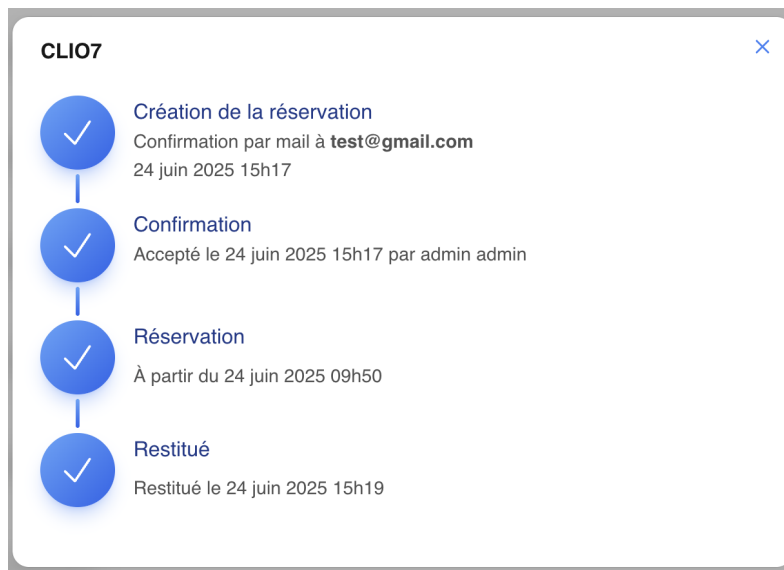 CLIO7
Création de la réservation
Confirmation par mail à test@gmail.com
24 juin 2025 15h17
Confirmation
Accepté le 24 juin 2025 15h17 par admin admin
Réservation
À partir du 24 juin 2025 09h50
Restitué
Restitué le 24 juin 2025 15h19